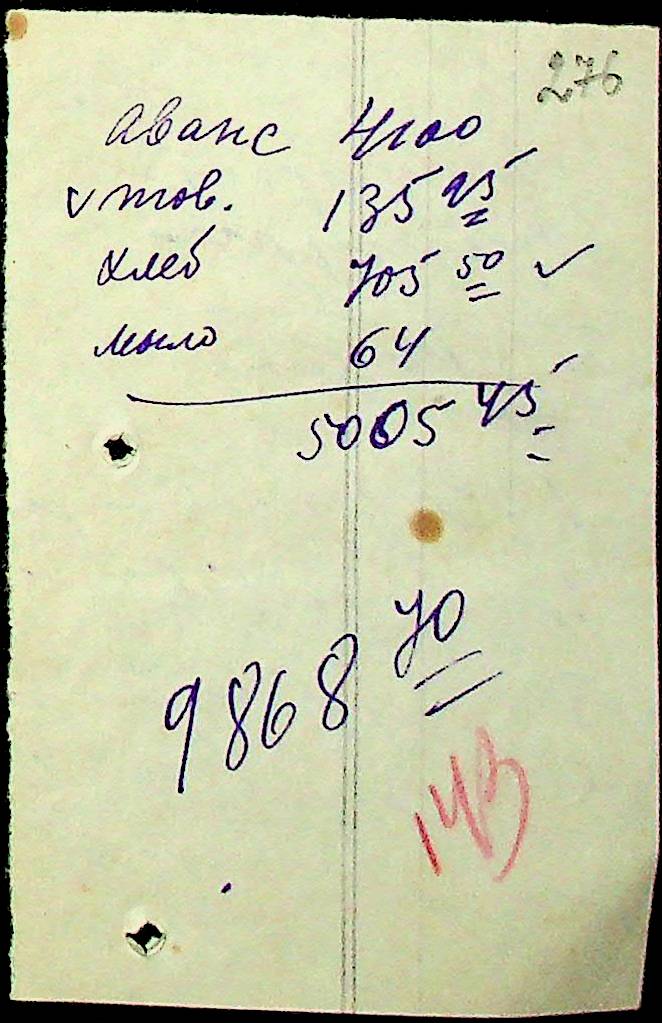 276
Аванс 4100
✓ тов. 135 95
хлеб 705 50 ✓
мыло 64
5005 45
9868 70
143